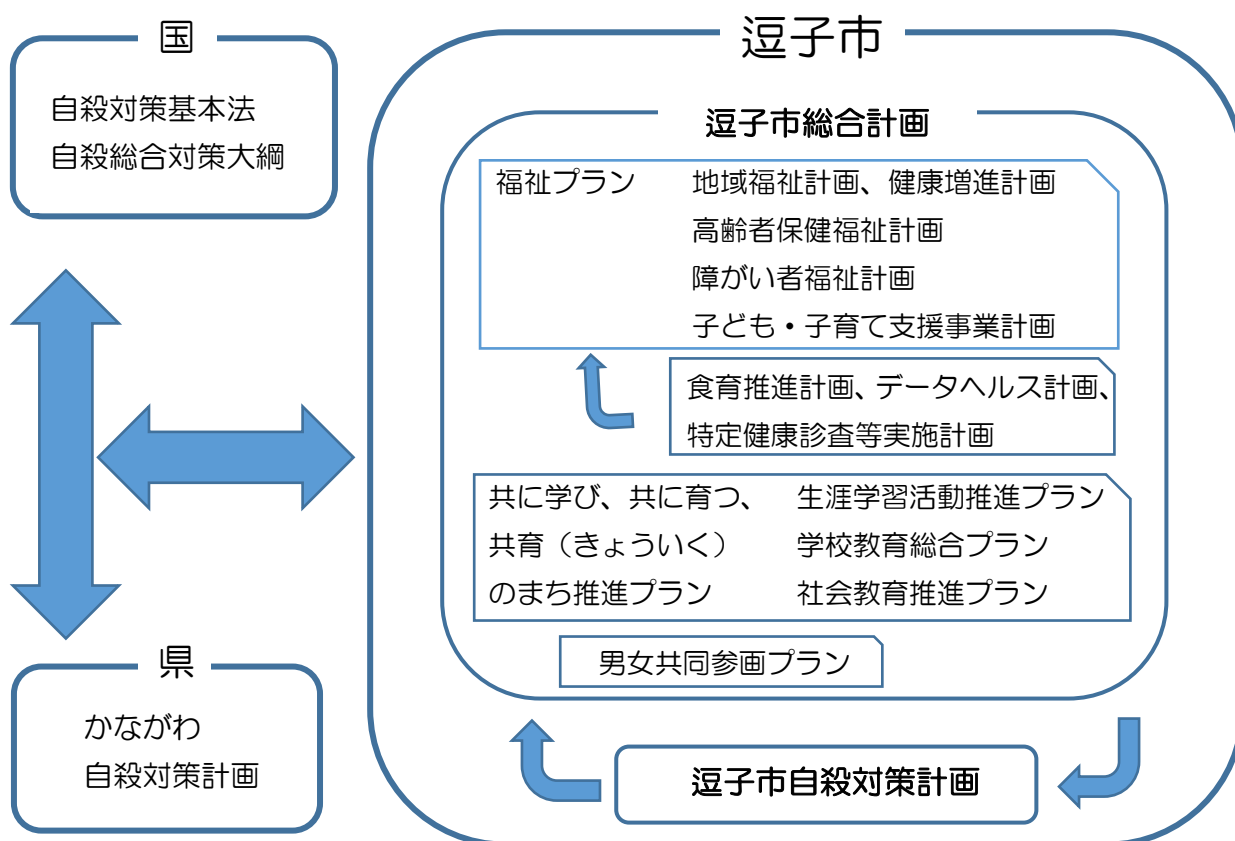 国
自殺対策基本法
自殺総合対策大綱
県
かながわ
自殺対策計画
逗子市
逗子市総合計画
福祉プラン 地域福祉計画、健康増進計画
高齢者保健福祉計画
障がい者福祉計画
子ども・子育て支援事業計画
食育推進計画、データヘルス計画、
特定健康診査等実施計画
共に学び、共に育つ、 生涯学習活動推進プラン
共育(きょういく) 学校教育総合プラン
のまち推進プラン 社会教育推進プラン
男女共同参画プラン
逗子市自殺対策計画